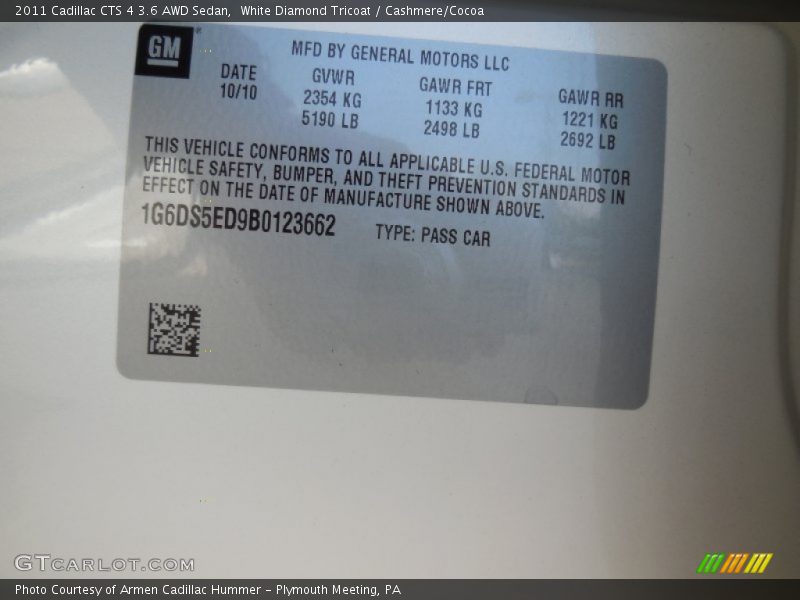 2011 Cadillac CTS 4 3.6 AWD Sedan, White Diamond Tricoat / Cashmere/Cocoa
GM
MFD BY GENERAL MOTORS LLC
DATE GVWR GAWR FRT GAWR RR
10/10 2354 KG 1133 KG 1221 KG
5190 LB 2498 LB 2692 LB
THIS VEHICLE CONFORMS TO ALL APPLICABLE U.S. FEDERAL MOTOR
VEHICLE SAFETY, BUMPER, AND THEFT PREVENTION STANDARDS IN
EFFECT ON THE DATE OF MANUFACTURE SHOWN ABOVE.
1G6DS5ED9B0123662 TYPE: PASS CAR
GTCARLOT.COM
Photo Courtesy of Armen Cadillac Hummer – Plymouth Meeting, PA